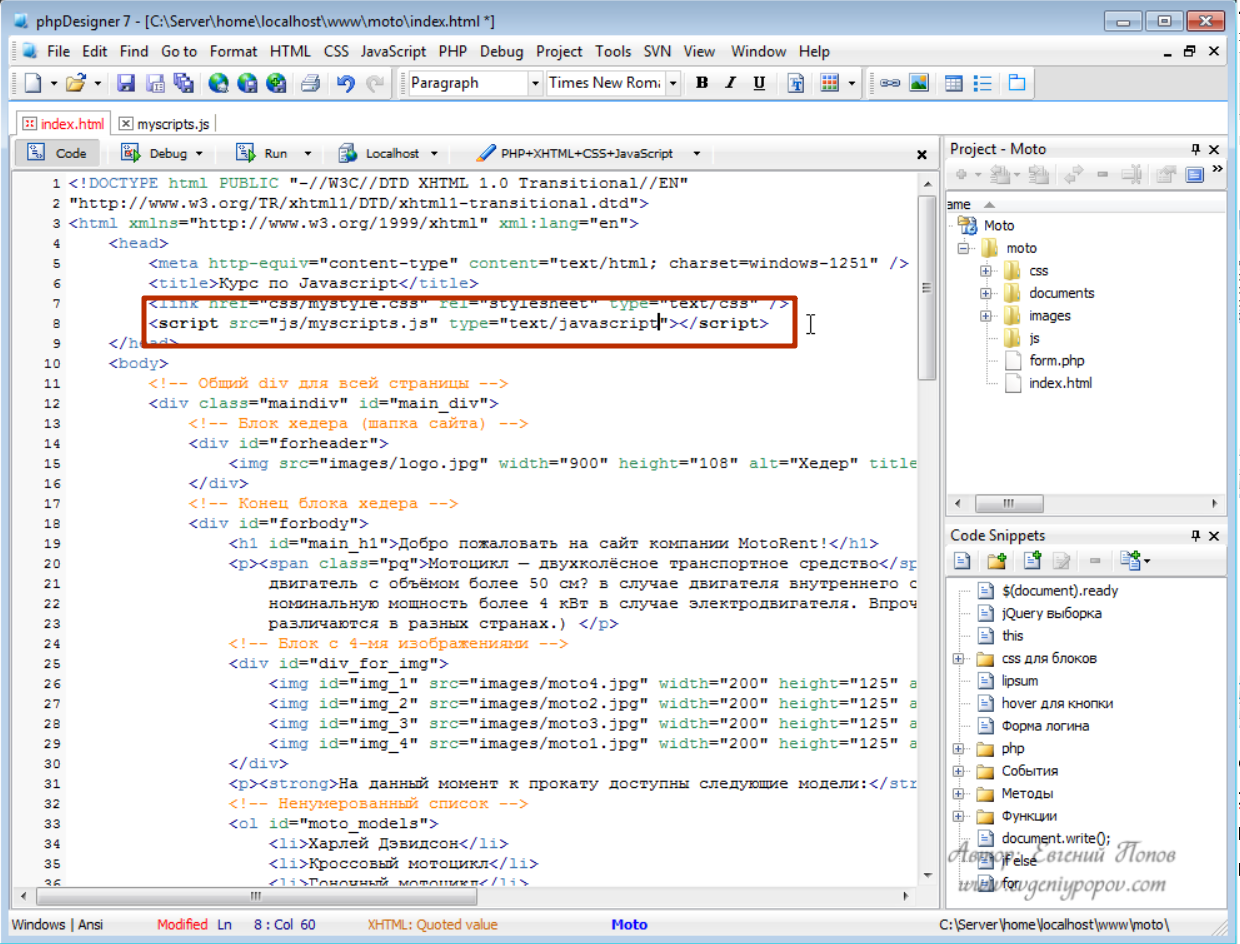 phpDesigner 7 - [C:\Server\home\localhost\www\moto\index.html *]
File Edit Find Go to Format HTML CSS JavaScript PHP Debug Project Tools SVN View Window Help
Paragraph Times New Roma B I U T
index.html myscripts.js
Code Debug Run Localhost PHP+XHTML+CSS+JavaScript
1 <!DOCTYPE html PUBLIC "-//W3C//DTD XHTML 1.0 Transitional//EN"
2 "http://www.w3.org/TR/xhtml1/DTD/xhtml1-transitional.dtd">
3 <html xmlns="http://www.w3.org/1999/xhtml" xml:lang="en">
4 <head>
5 <meta http-equiv="content-type" content="text/html; charset=windows-1251" />
6 <title>Курс по Javascript</title>
7 <link href="css/mystyle.css" rel="stylesheet" type="text/css" />
8 <script src="js/myscripts.js" type="text/javascript"></script>
9 </head>
10 <body>
11 <!-- Общий div для всей страницы -->
12 <div class="maindiv" id="main_div">
13 <!-- Блок хедера (шапка сайта) -->
14 <div id="forheader">
15 <img src="images/logo.jpg" width="900" height="108" alt="Хедер" title
16 </div>
17 <!-- Конец блока хедера -->
18 <div id="forbody">
19 <h1 id="main_h1">Добро пожаловать на сайт компании MotoRent!</h1>
20 <p><span class="pq">Мотоцикл — двухколёсное транспортное средство</sp
21 двигатель с объёмом более 50 см? в случае двигателя внутреннего с
22 номинальную мощность более 4 кВт в случае электродвигателя. Впроч
23 различаются в разных странах.) </p>
24 <!-- Блок с 4-мя изображениями -->
25 <div id="div_for_img">
26 <img id="img_1" src="images/moto4.jpg" width="200" height="125" a
27 <img id="img_2" src="images/moto2.jpg" width="200" height="125" a
28 <img id="img_3" src="images/moto3.jpg" width="200" height="125" a
29 <img id="img_4" src="images/moto1.jpg" width="200" height="125" a
30 </div>
31 <p><strong>На данный момент к прокату доступны следующие модели:</str
32 <!-- Ненумерованный список -->
33 <ol id="moto_models">
34 <li>Харлей Дэвидсон</li>
35 <li>Кроссовый мотоцикл</li>
36 <li>Гоночный мотоцикл</li>
Project - Moto
ame
Moto
moto
css
documents
images
js
form.php
index.html
Code Snippets
$(document).ready
jQuery выборка
this
css для блоков
lipsum
hover для кнопки
Форма логина
php
События
Методы
Функции
document.write();
if else
for
Автор: Евгений Попов
www.evgeniypopov.com
Windows | Ansi Modified Ln 8 : Col 60 XHTML: Quoted value Moto C:\Server\home\localhost\www\moto\